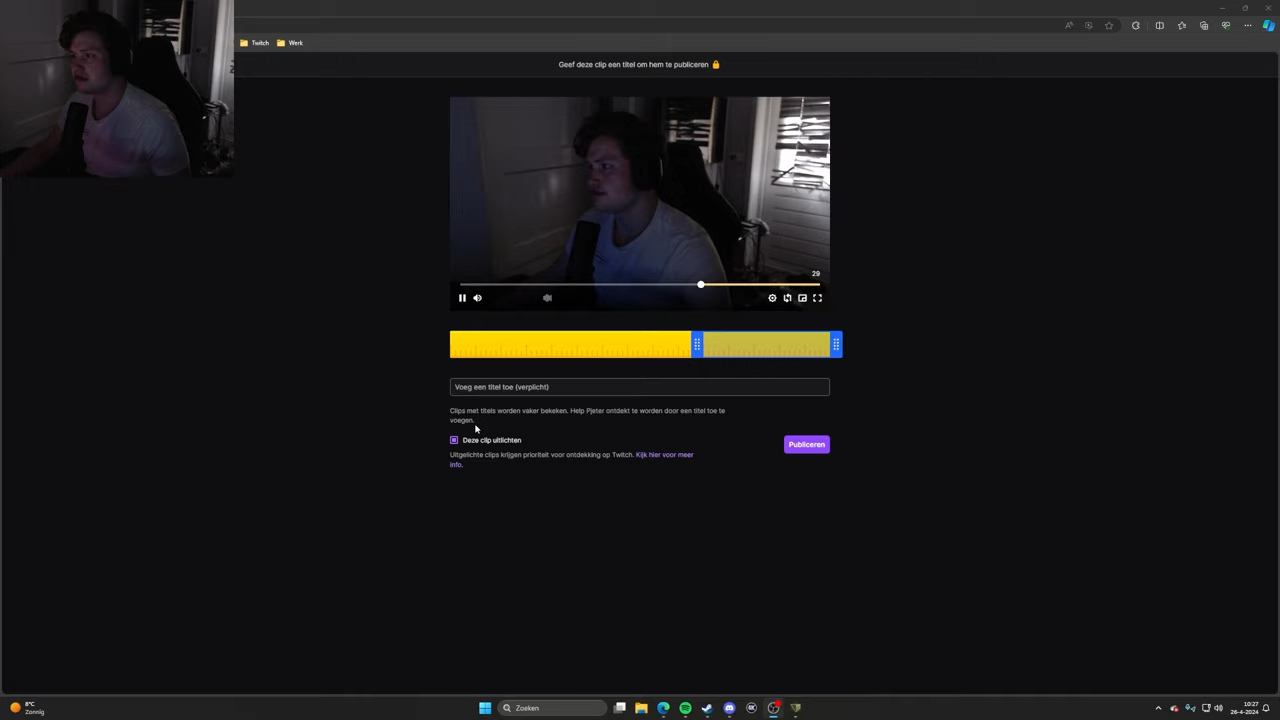 Twitch
Werk
Geef deze clip een titel om hem te publiceren
29
Voeg een titel toe (verplicht)
Clips met titels worden vaker bekeken. Help Pjeter ontdekt te worden door een titel toe te
voegen.
Deze clip uitlichten
Publiceren
Uitgelichte clips krijgen prioriteit voor ontdekking op Twitch. Kijk hier voor meer
info.
8°C
Zonnig
Zoeken
10:27
26-4-2024